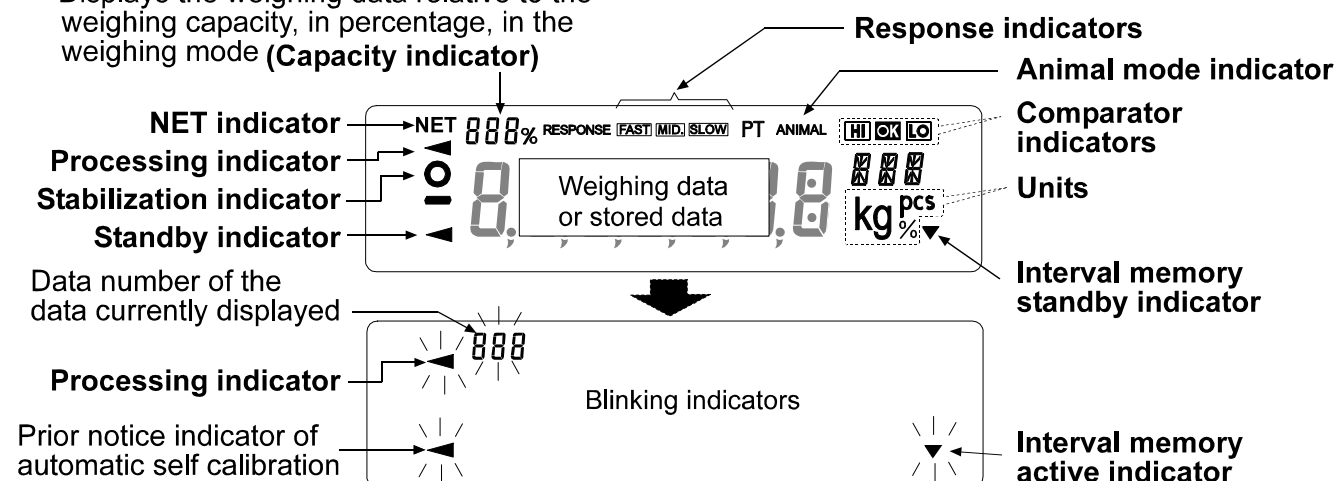 Displays the weighing data relative to the
weighing capacity, in percentage, in the
weighing mode (Capacity indicator)
Response indicators
Animal mode indicator
Comparator
indicators
Units
Interval memory
standby indicator
NET indicator
Processing indicator
Stabilization indicator
Standby indicator
NET 888% RESPONSE FAST MID. SLOW PT ANIMAL HI OK LO
Weighing data
or stored data
kg pcs
%
Data number of the
data currently displayed
888
Processing indicator
Blinking indicators
Prior notice indicator of
automatic self calibration
Interval memory
active indicator